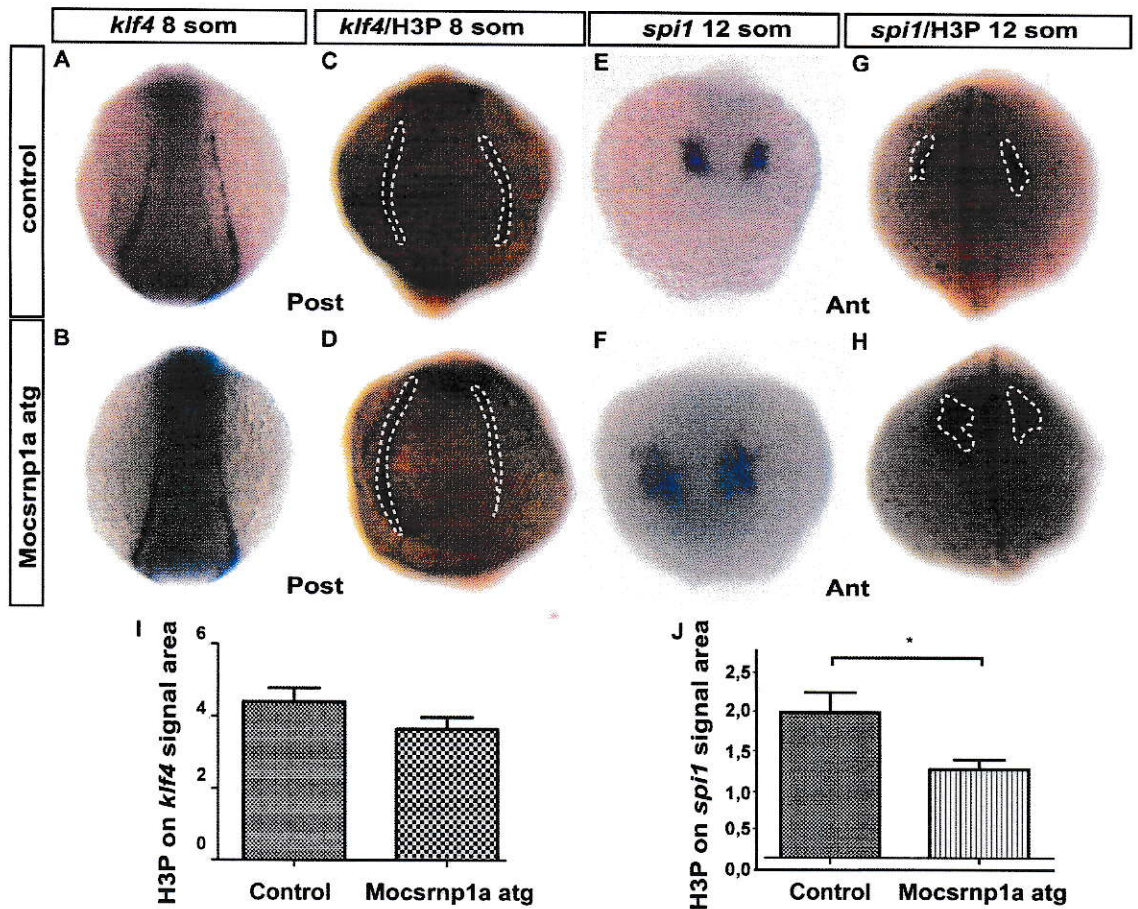 klf4 8 som
klf4/H3P 8 som
spi1 12 som
spi1/H3P 12 som
control
A
C
E
G
Post
Ant
Mocsrnp1a atg
B
D
F
H
Post
Ant
I
H3P on klf4 signal area
6
4
2
0
Control
Mocsrnp1a atg
J
H3P on spi1 signal area
*
2,5
2,0
1,5
1,0
0,5
0,0
Control
Mocsrnp1a atg